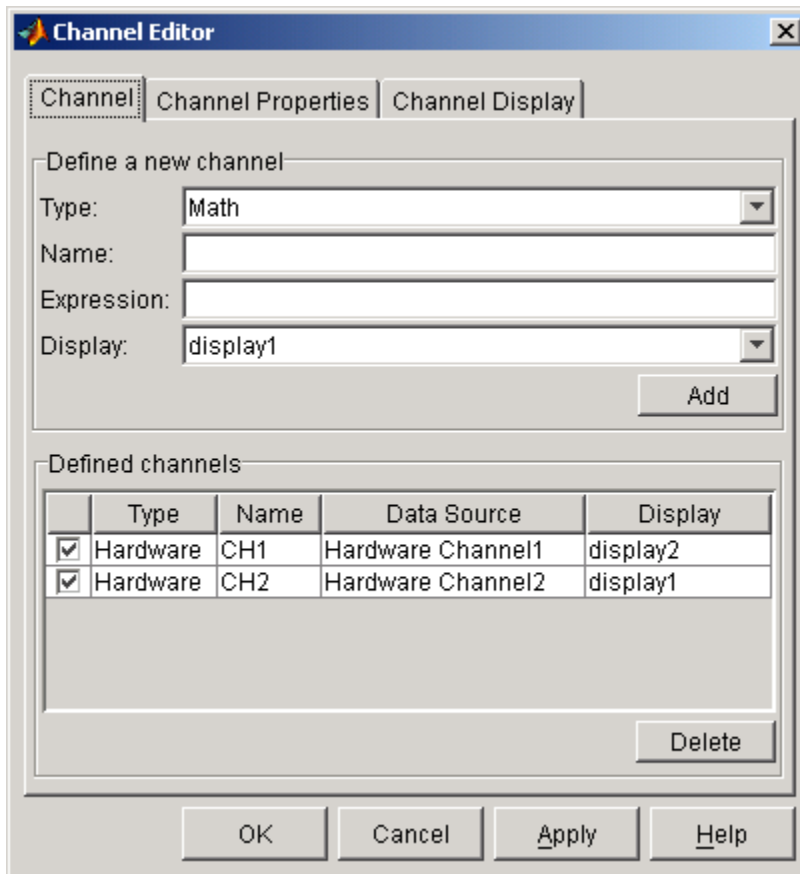 Channel Editor
Channel Channel Properties Channel Display
Define a new channel
Type: Math
Name:
Expression:
Display: display1
Add
Defined channels
Type Name Data Source Display
Hardware CH1 Hardware Channel1 display2
Hardware CH2 Hardware Channel2 display1
Delete
OK Cancel Apply Help